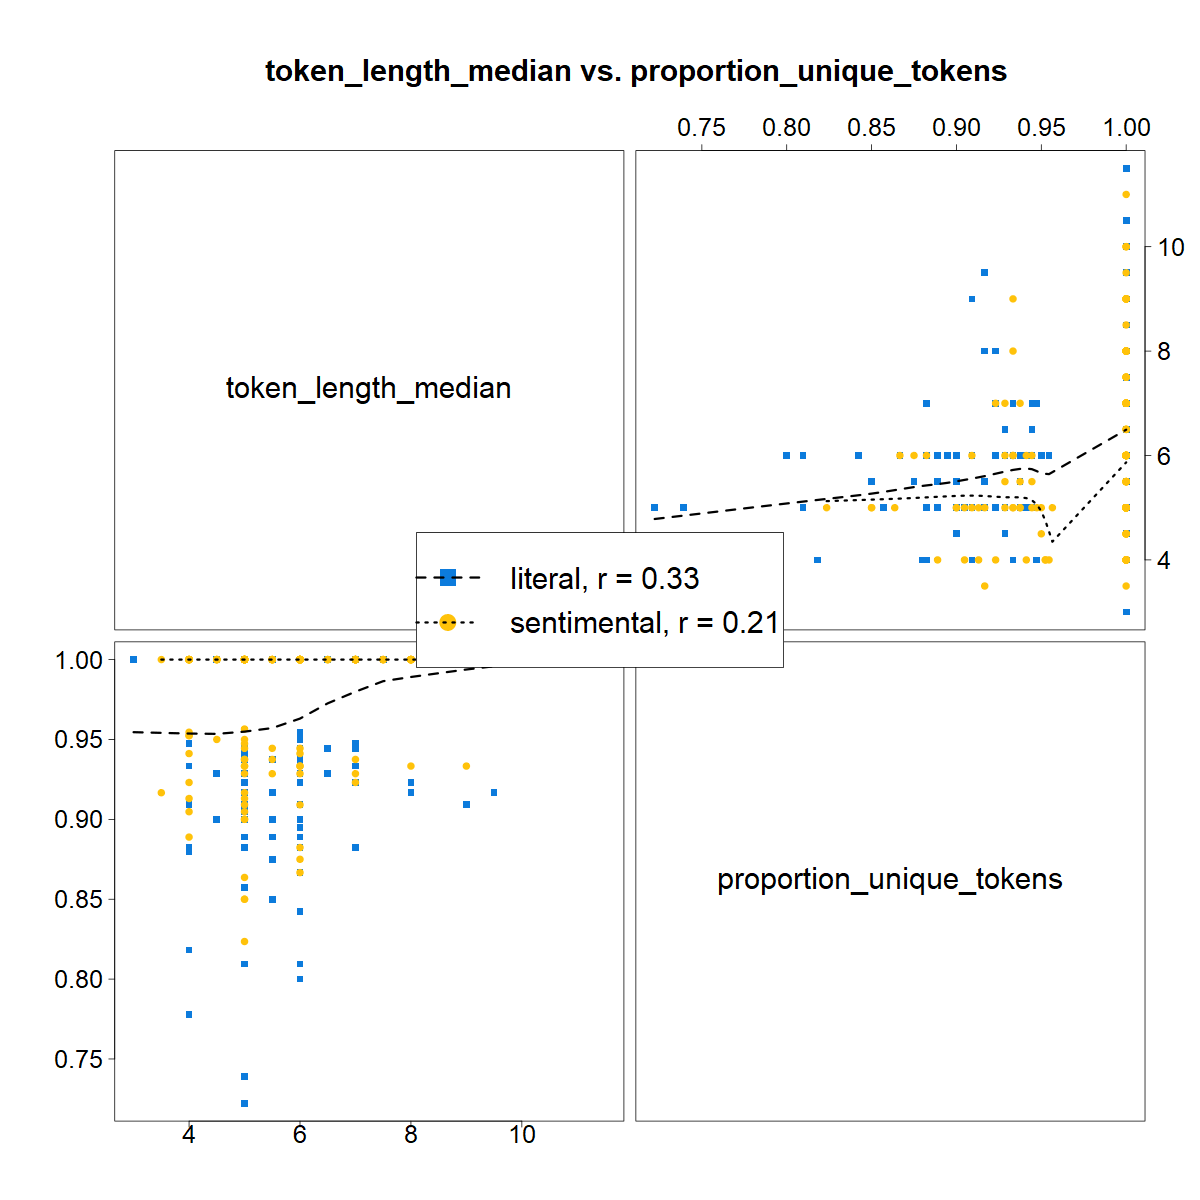 token_length_median vs. proportion_unique_tokens
0.75 0.80 0.85 0.90 0.95 1.00
token_length_median
10
8
6
4
literal, r = 0.33
sentimental, r = 0.21
1.00
0.95
0.90
0.85
0.80
0.75
proportion_unique_tokens
4 6 8 10